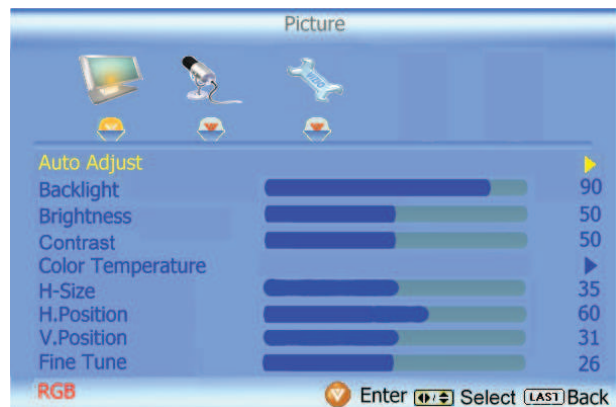 Picture
VIZIO
Auto Adjust
Backlight 90
Brightness 50
Contrast 50
Color Temperature
H-Size 35
H.Position 60
V.Position 31
Fine Tune 26
RGB Enter Select LAST Back